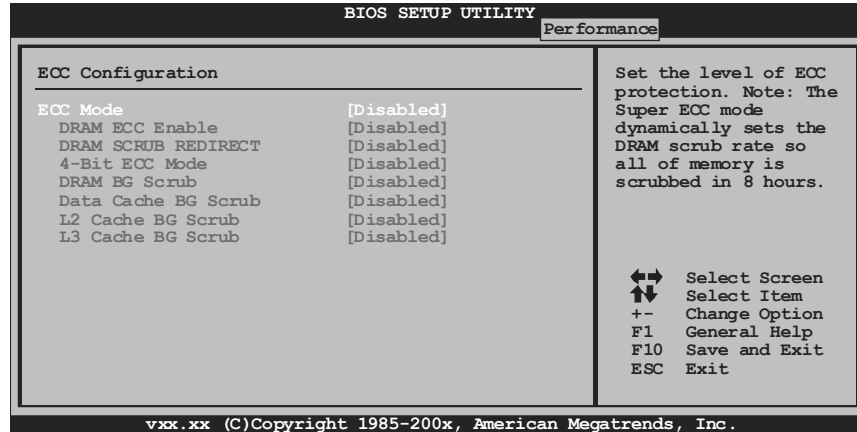 BIOS SETUP UTILITY
Performance
ECC Configuration
ECC Mode [Disabled]
DRAM ECC Enable [Disabled]
DRAM SCRUB REDIRECT [Disabled]
4-Bit ECC Mode [Disabled]
DRAM BG Scrub [Disabled]
Data Cache BG Scrub [Disabled]
L2 Cache BG Scrub [Disabled]
L3 Cache BG Scrub [Disabled]
Set the level of ECC
protection. Note: The
Super ECC mode
dynamically sets the
DRAM scrub rate so
all of memory is
scrubbed in 8 hours.
Select Screen
Select Item
+- Change Option
F1 General Help
F10 Save and Exit
ESC Exit
vxx.xx (C)Copyright 1985-200x, American Megatrends, Inc.